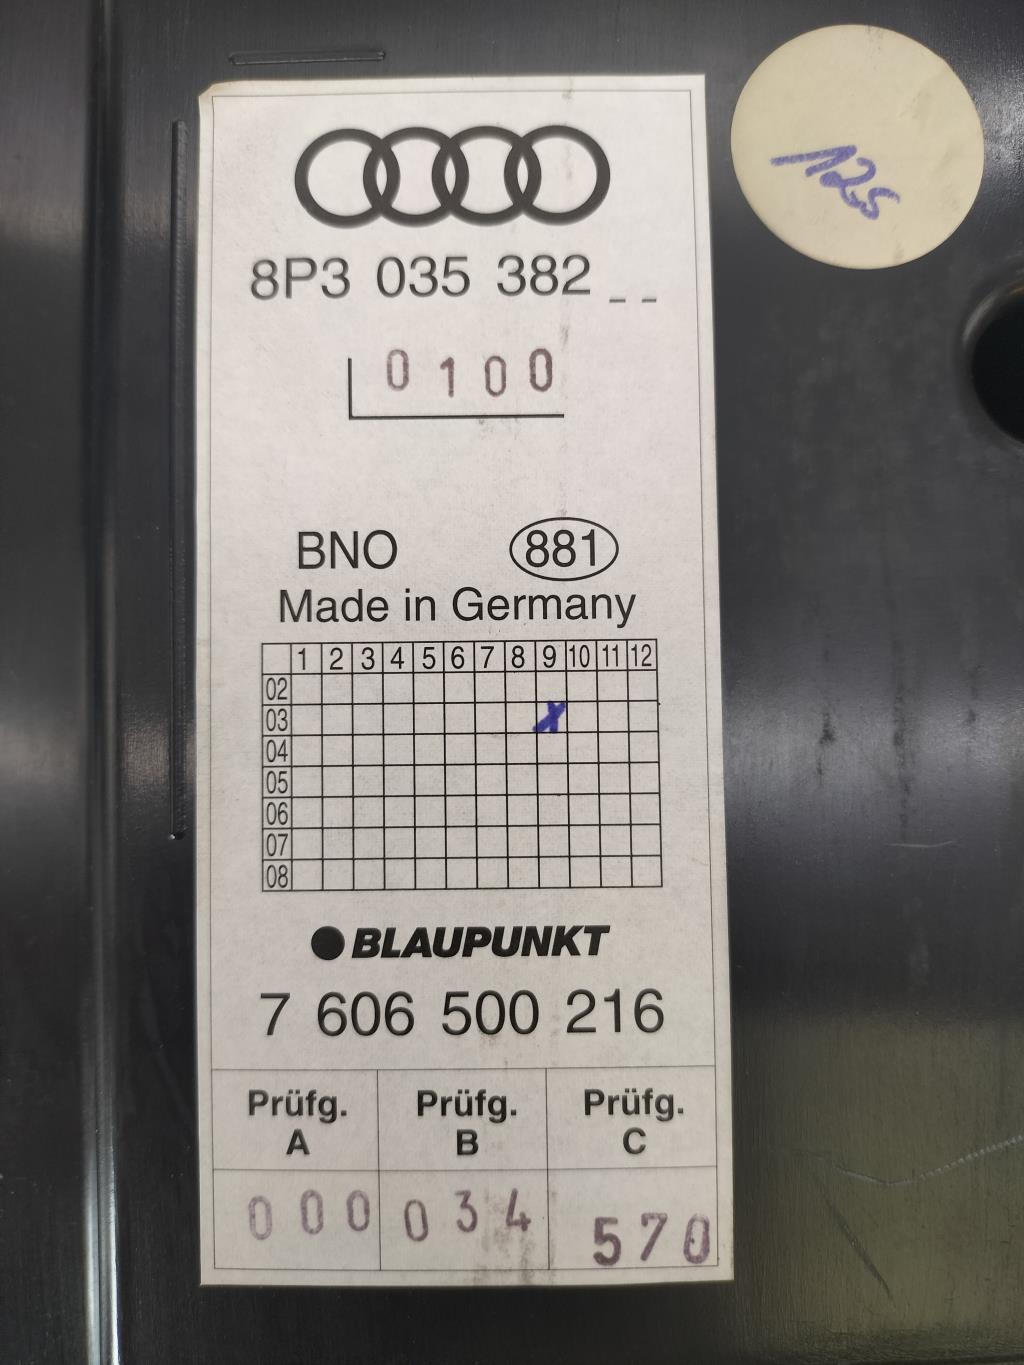 8P3 035 382 _ _
125
0100
BNO 881
Made in Germany
1 2 3 4 5 6 7 8 9 10 11 12
02
03 x
04
05
06
07
08
BLAUPUNKT
7 606 500 216
Prüfg. Prüfg. Prüfg.
A B C
000 034 570